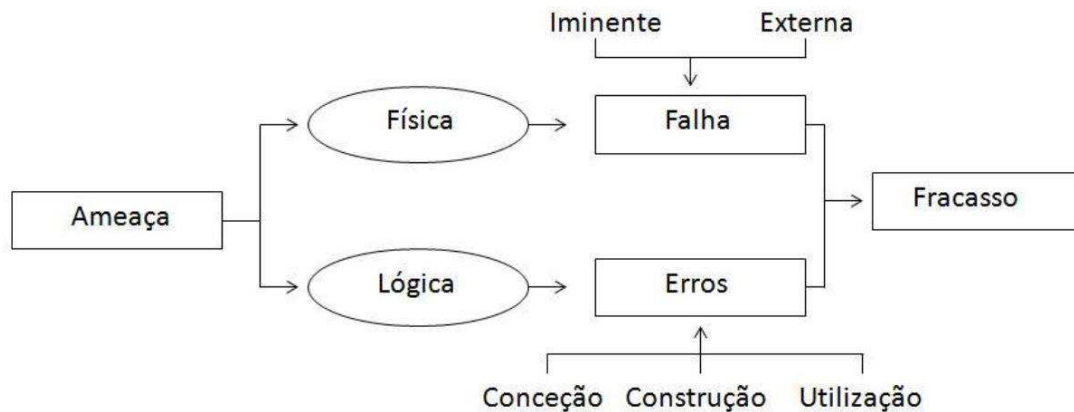 Iminente Externa
Física Falha
Ameaça Fracasso
Lógica Erros
Conceção Construção Utilização